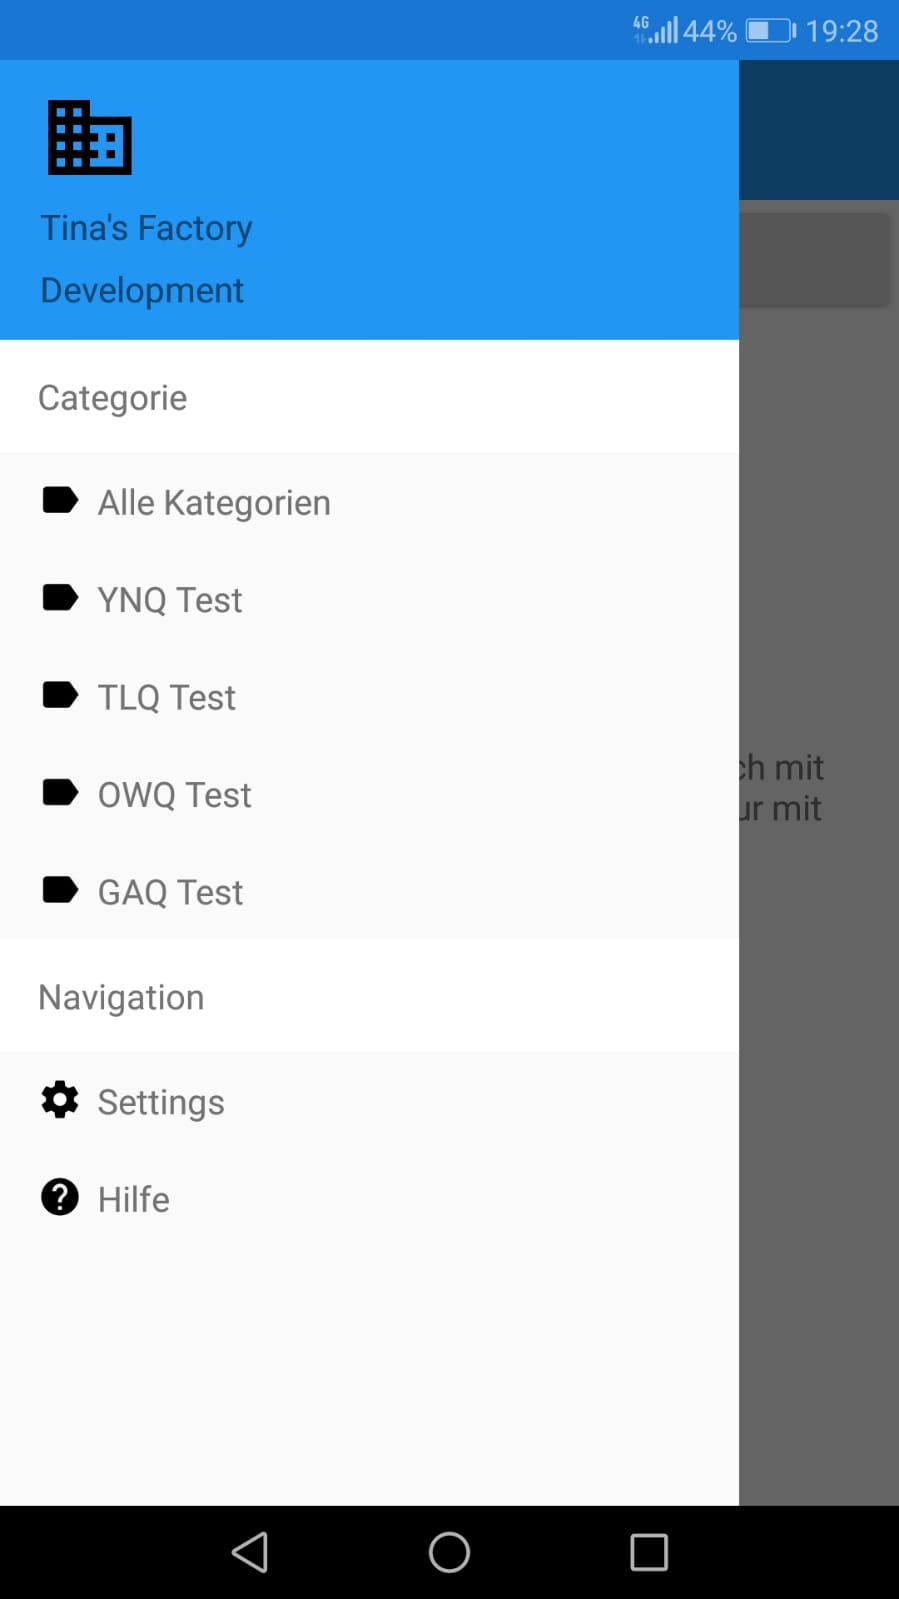 4G 44% 19:28
Tina's Factory
Development
Categorie
Alle Kategorien
YNQ Test
TLQ Test
OWQ Test
ch mit
ur mit
GAQ Test
Navigation
Settings
Hilfe